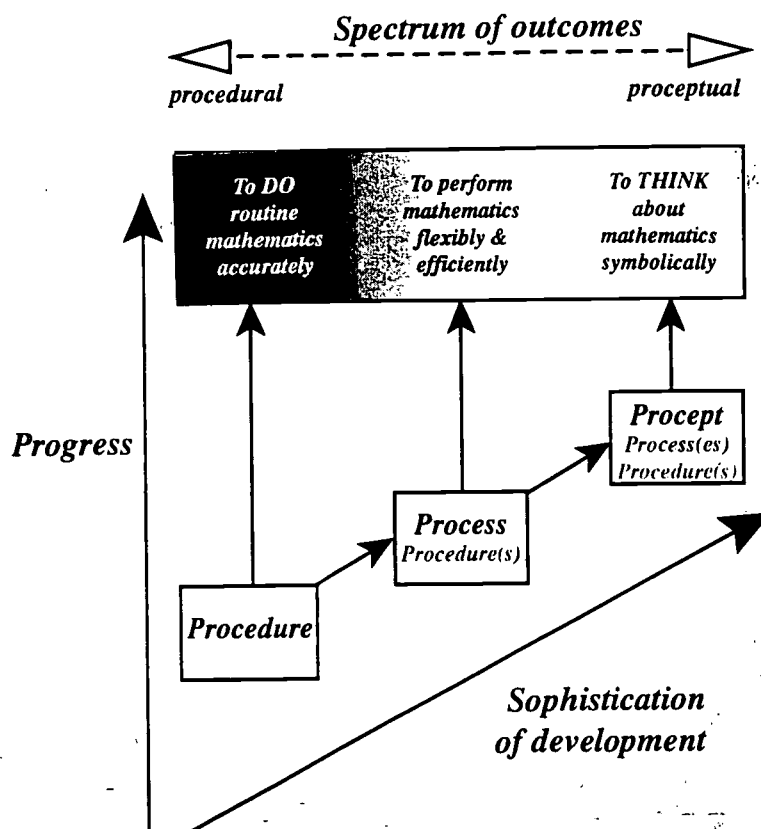 Spectrum of outcomes
procedural
proceptual
To DO
routine
mathematics
accurately
To perform
mathematics
flexibly &
efficiently
To THINK
about
mathematics
symbolically
Progress
Procept
Process(es)
Procedure(s)
Process
Procedure(s)
Procedure
Sophistication
of development